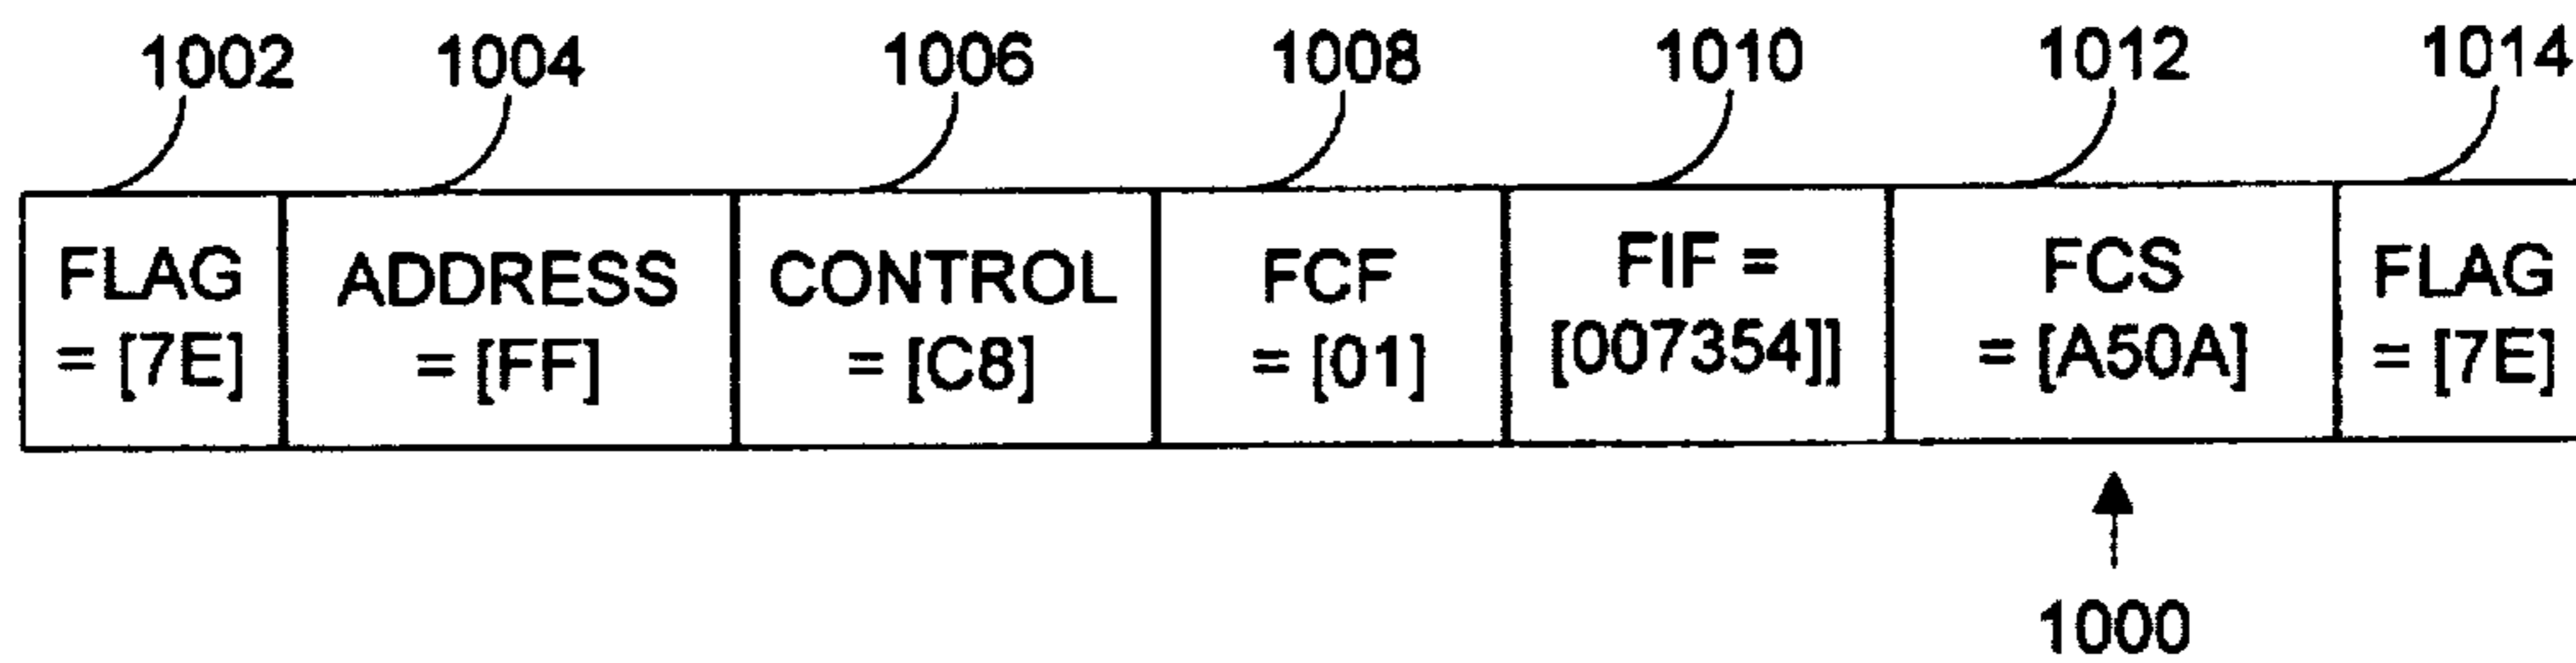 1002 1004 1006 1008 1010 1012 1014
FLAG ADDRESS CONTROL FCF FIF = FCS FLAG
= [7E] = [FF] = [C8] = [01] [007354]] = [A50A] = [7E]
1000